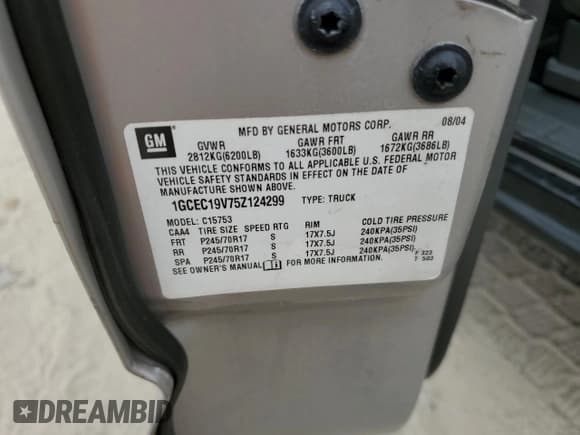 GM
MFD BY GENERAL MOTORS CORP. 08/04
GVWR GAWR FRT GAWR RR
2812KG(6200LB) 1633KG(3600LB) 1672KG(3686LB)
THIS VEHICLE CONFORMS TO ALL APPLICABLE U.S. FEDERAL MOTOR
VEHICLE SAFETY STANDARDS IN EFFECT ON THE DATE OF
MANUFACTURE SHOWN ABOVE.
1GCEC19V75Z124299 TYPE: TRUCK
MODEL: C15753
CAA4 TIRE SIZE SPEED RTG RIM COLD TIRE PRESSURE
FRT P245/70R17 S 17X7.5J 240KPA(35PSI)
RR P245/70R17 S 17X7.5J 240KPA(35PSI)
SPA P245/70R17 S 17X7.5J 240KPA(35PSI)
SEE OWNER'S MANUAL FOR MORE INFORMATION.
F 323
T 503
DREAMBID